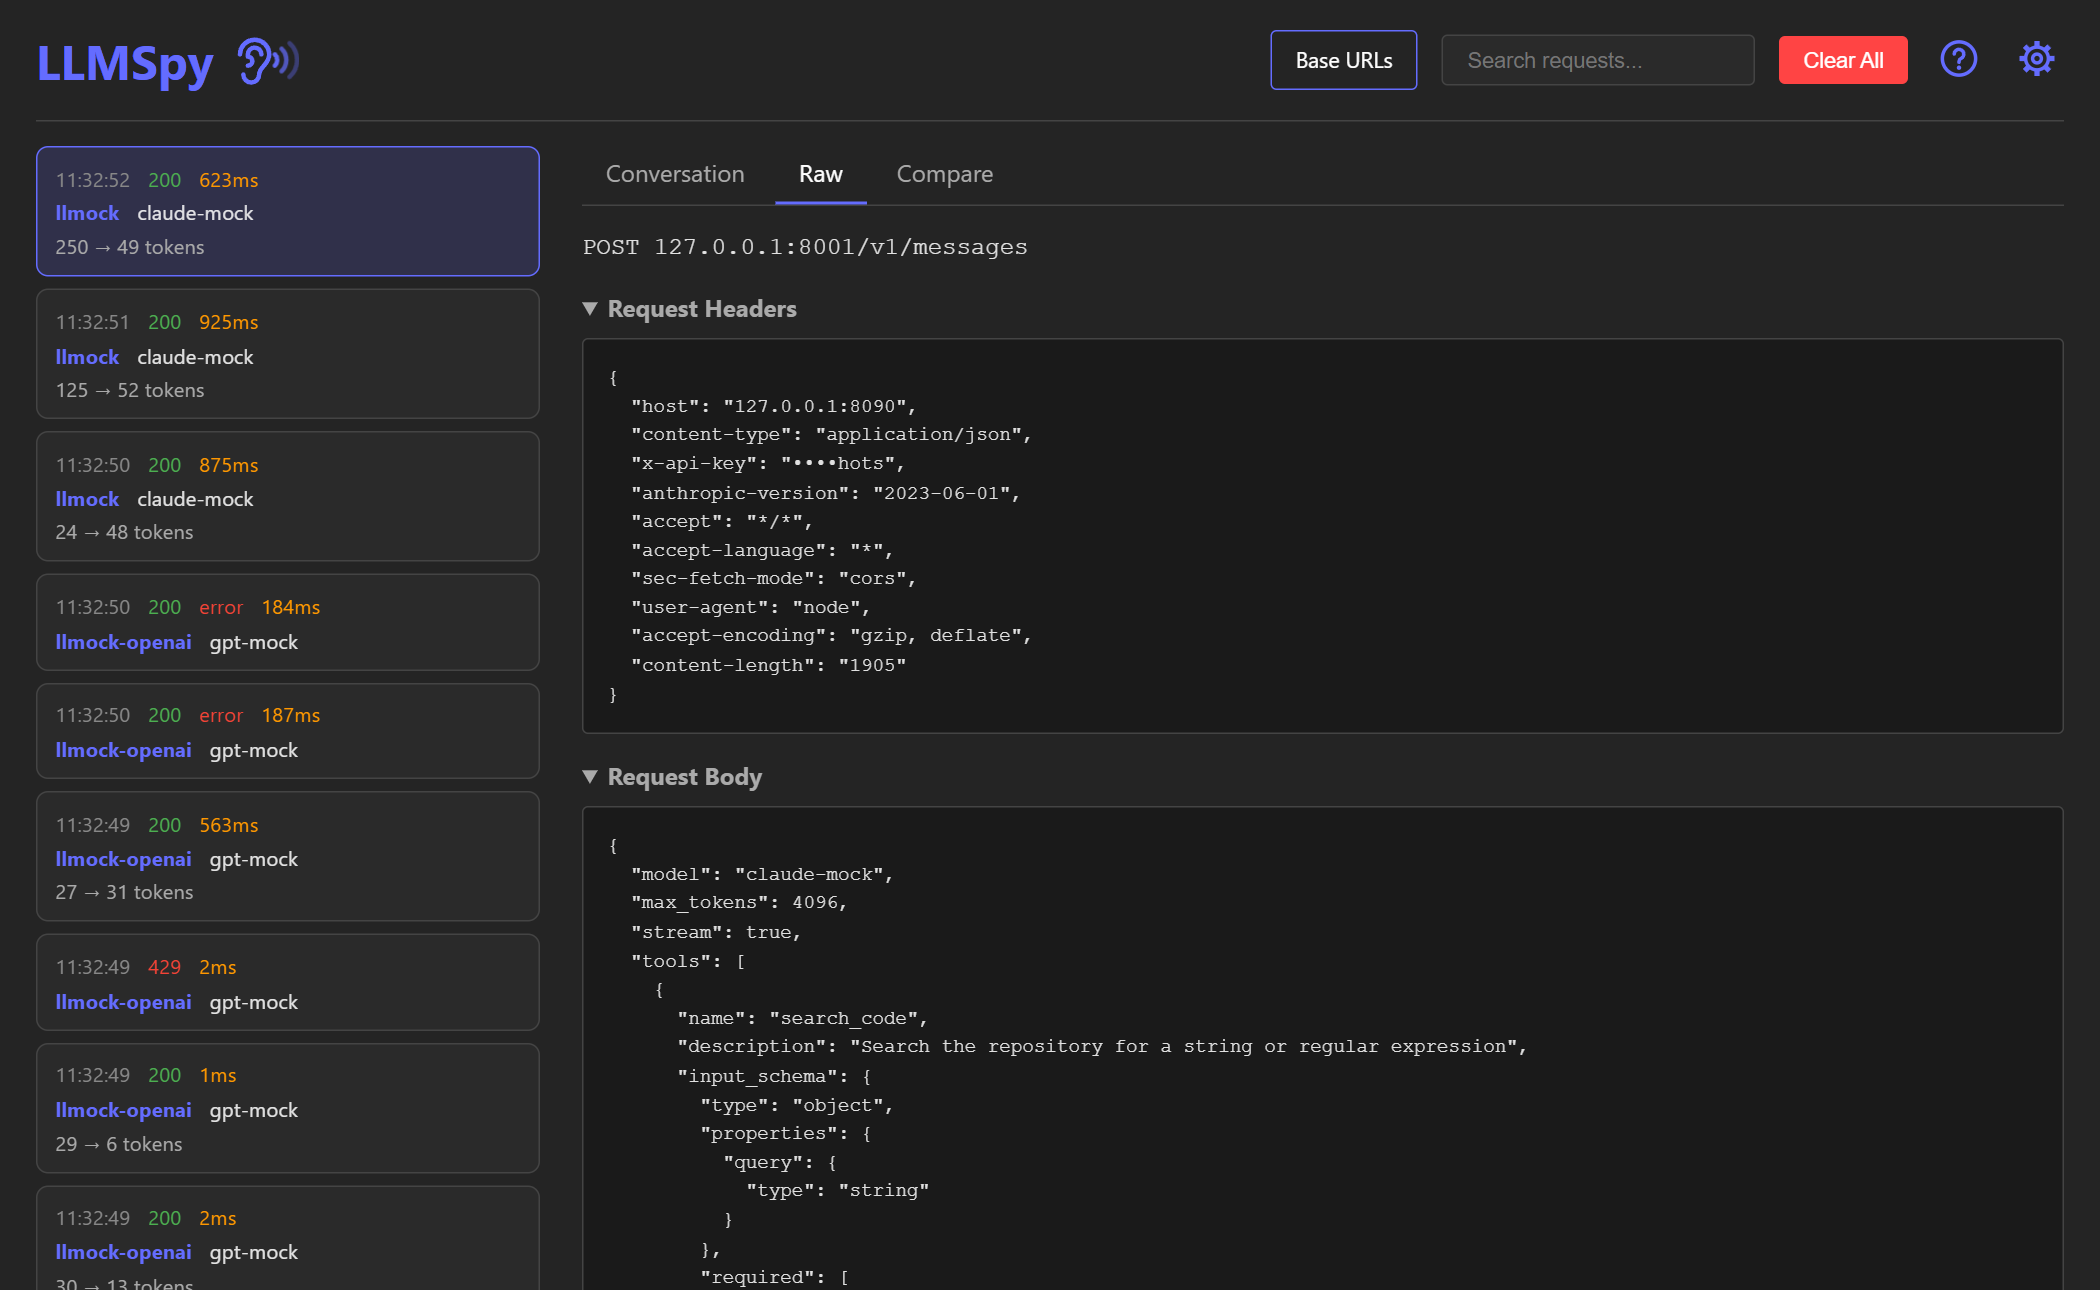 LLMSpy
Base URLs
Search requests...
Clear All
11:32:52 200 623ms
llmock claude-mock
250 → 49 tokens
11:32:51 200 925ms
llmock claude-mock
125 → 52 tokens
11:32:50 200 875ms
llmock claude-mock
24 → 48 tokens
11:32:50 200 error 184ms
llmock-openai gpt-mock
11:32:50 200 error 187ms
llmock-openai gpt-mock
11:32:49 200 563ms
llmock-openai gpt-mock
27 → 31 tokens
11:32:49 429 2ms
llmock-openai gpt-mock
11:32:49 200 1ms
llmock-openai gpt-mock
29 → 6 tokens
11:32:49 200 2ms
llmock-openai gpt-mock
30 → 13 tokens
Conversation Raw Compare
POST 127.0.0.1:8001/v1/messages
▼ Request Headers
{
  "host": "127.0.0.1:8090",
  "content-type": "application/json",
  "x-api-key": "••••hots",
  "anthropic-version": "2023-06-01",
  "accept": "*/*",
  "accept-language": "*",
  "sec-fetch-mode": "cors",
  "user-agent": "node",
  "accept-encoding": "gzip, deflate",
  "content-length": "1905"
}
▼ Request Body
{
  "model": "claude-mock",
  "max_tokens": 4096,
  "stream": true,
  "tools": [
    {
      "name": "search_code",
      "description": "Search the repository for a string or regular expression",
      "input_schema": {
        "type": "object",
        "properties": {
          "query": {
            "type": "string"
          }
        },
        "required": [